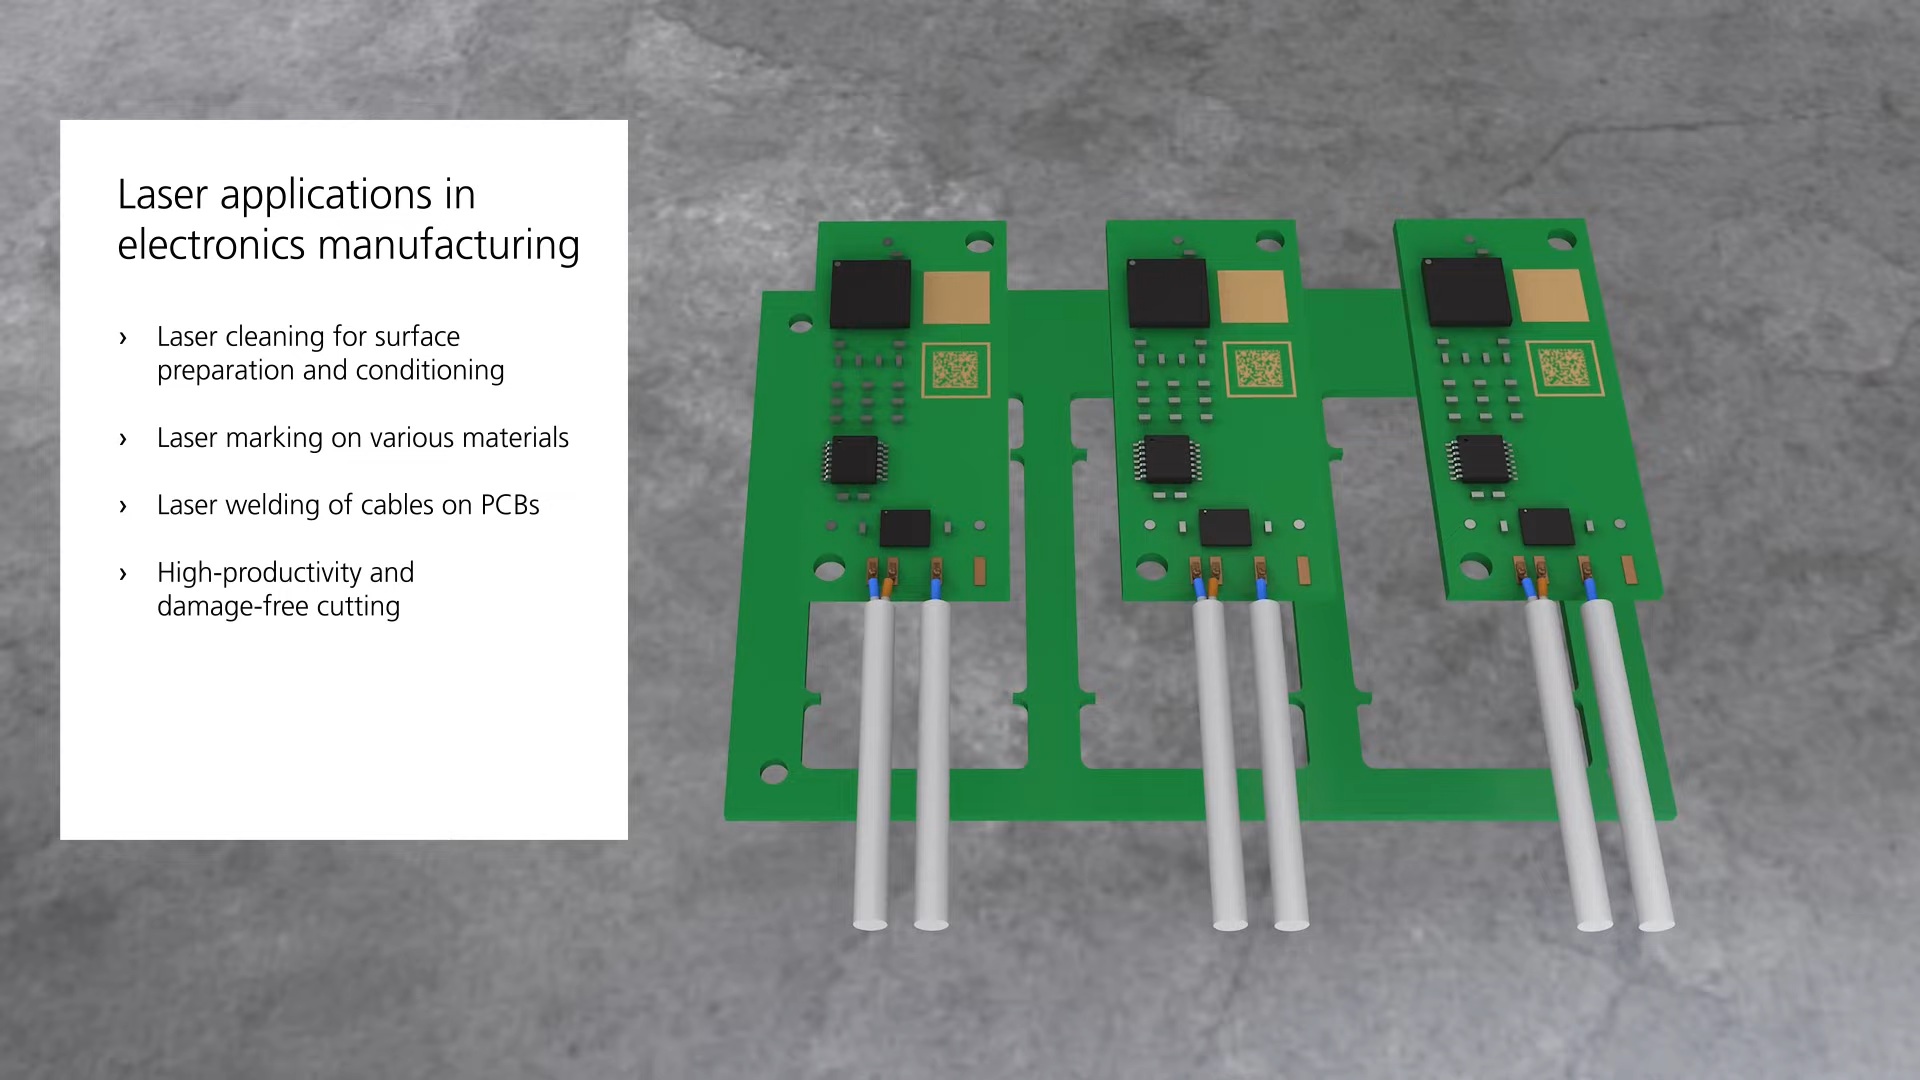 Laser applications in
electronics manufacturing
› Laser cleaning for surface
preparation and conditioning
› Laser marking on various materials
› Laser welding of cables on PCBs
› High-productivity and
damage-free cutting